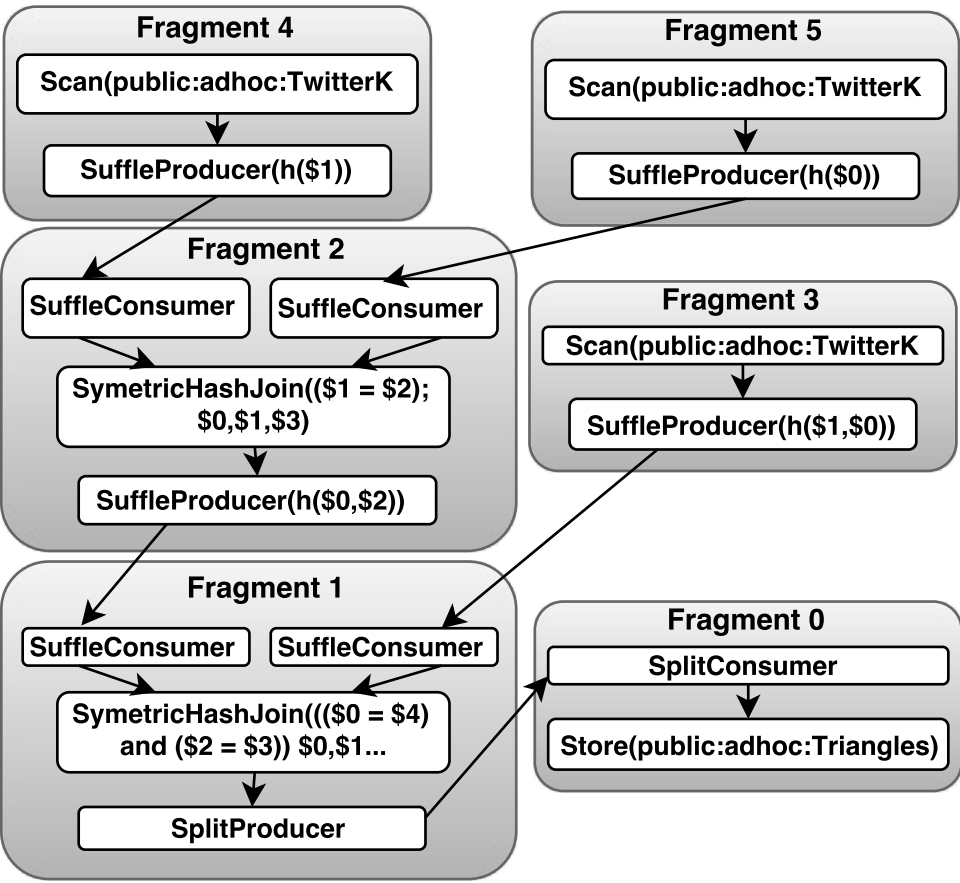 Fragment 4
Scan(public:adhoc:TwitterK
SuffleProducer(h($1))
Fragment 5
Scan(public:adhoc:TwitterK
SuffleProducer(h($0))
Fragment 2
SuffleConsumer
SuffleConsumer
SymetricHashJoin(($1 = $2);
$0,$1,$3)
SuffleProducer(h($0,$2))
Fragment 3
Scan(public:adhoc:TwitterK
SuffleProducer(h($1,$0))
Fragment 1
SuffleConsumer
SuffleConsumer
SymetricHashJoin((($0 = $4)
and ($2 = $3)) $0,$1...
SplitProducer
Fragment 0
SplitConsumer
Store(public:adhoc:Triangles)